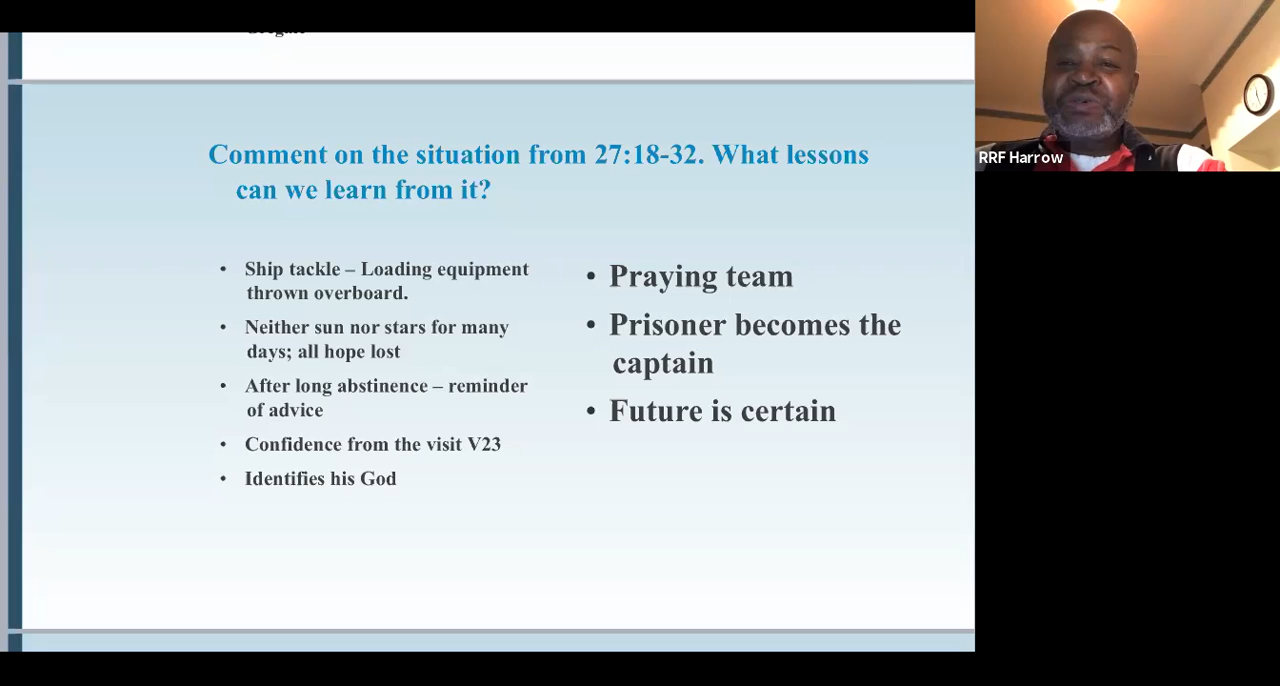 Comment on the situation from 27:18-32. What lessons
can we learn from it?
• Ship tackle – Loading equipment
thrown overboard.
• Neither sun nor stars for many
days; all hope lost
• After long abstinence – reminder
of advice
• Confidence from the visit V23
• Identifies his God
• Praying team
• Prisoner becomes the
captain
• Future is certain
RRF Harrow